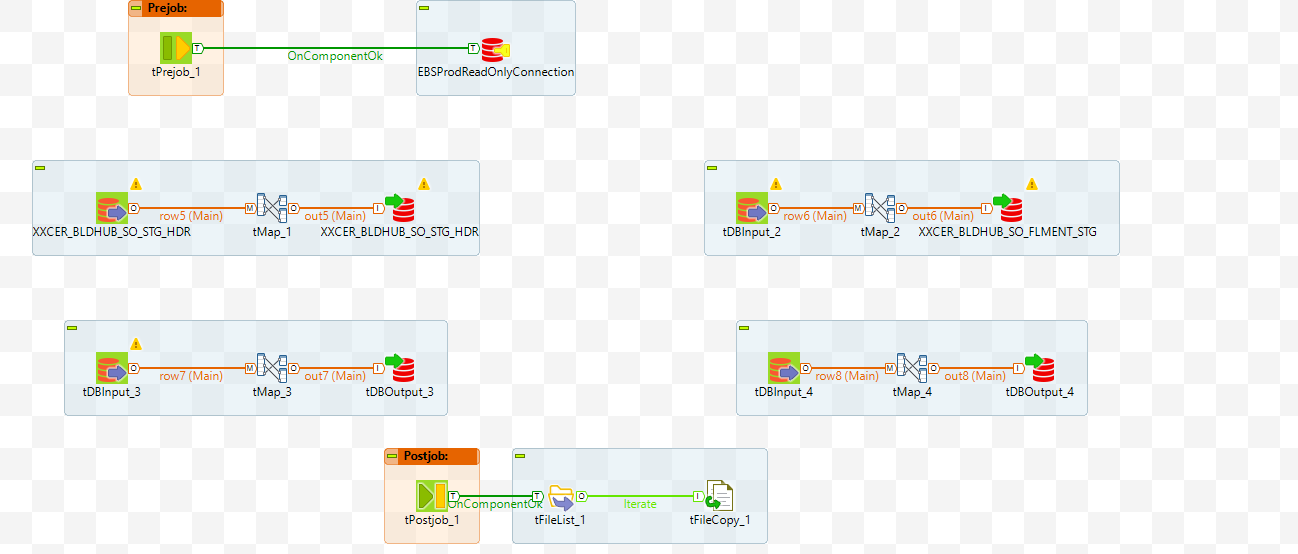 Prejob:
T
OnComponentOk
T
tPrejob_1
EBSProdReadOnlyConnection
O
row5 (Main)
M
O
out5 (Main)
I
XXCER_BLDHUB_SO_STG_HDR
tMap_1
XXCER_BLDHUB_SO_STG_HDR
O
row6 (Main)
M
O
out6 (Main)
I
tDBInput_2
tMap_2
XXCER_BLDHUB_SO_FLMENT_STG
O
row7 (Main)
M
O
out7 (Main)
I
tDBInput_3
tMap_3
tDBOutput_3
O
row8 (Main)
M
O
out8 (Main)
I
tDBInput_4
tMap_4
tDBOutput_4
Postjob:
T
OnComponentOk
T
O
Iterate
I
tPostjob_1
tFileList_1
tFileCopy_1